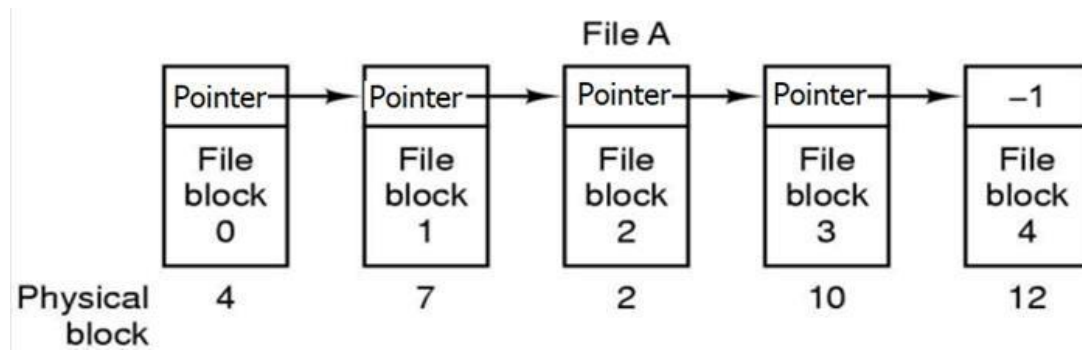 File A
Pointer Pointer Pointer Pointer –1
File File File File File
block block block block block
0 1 2 3 4
Physical 4 7 2 10 12
block